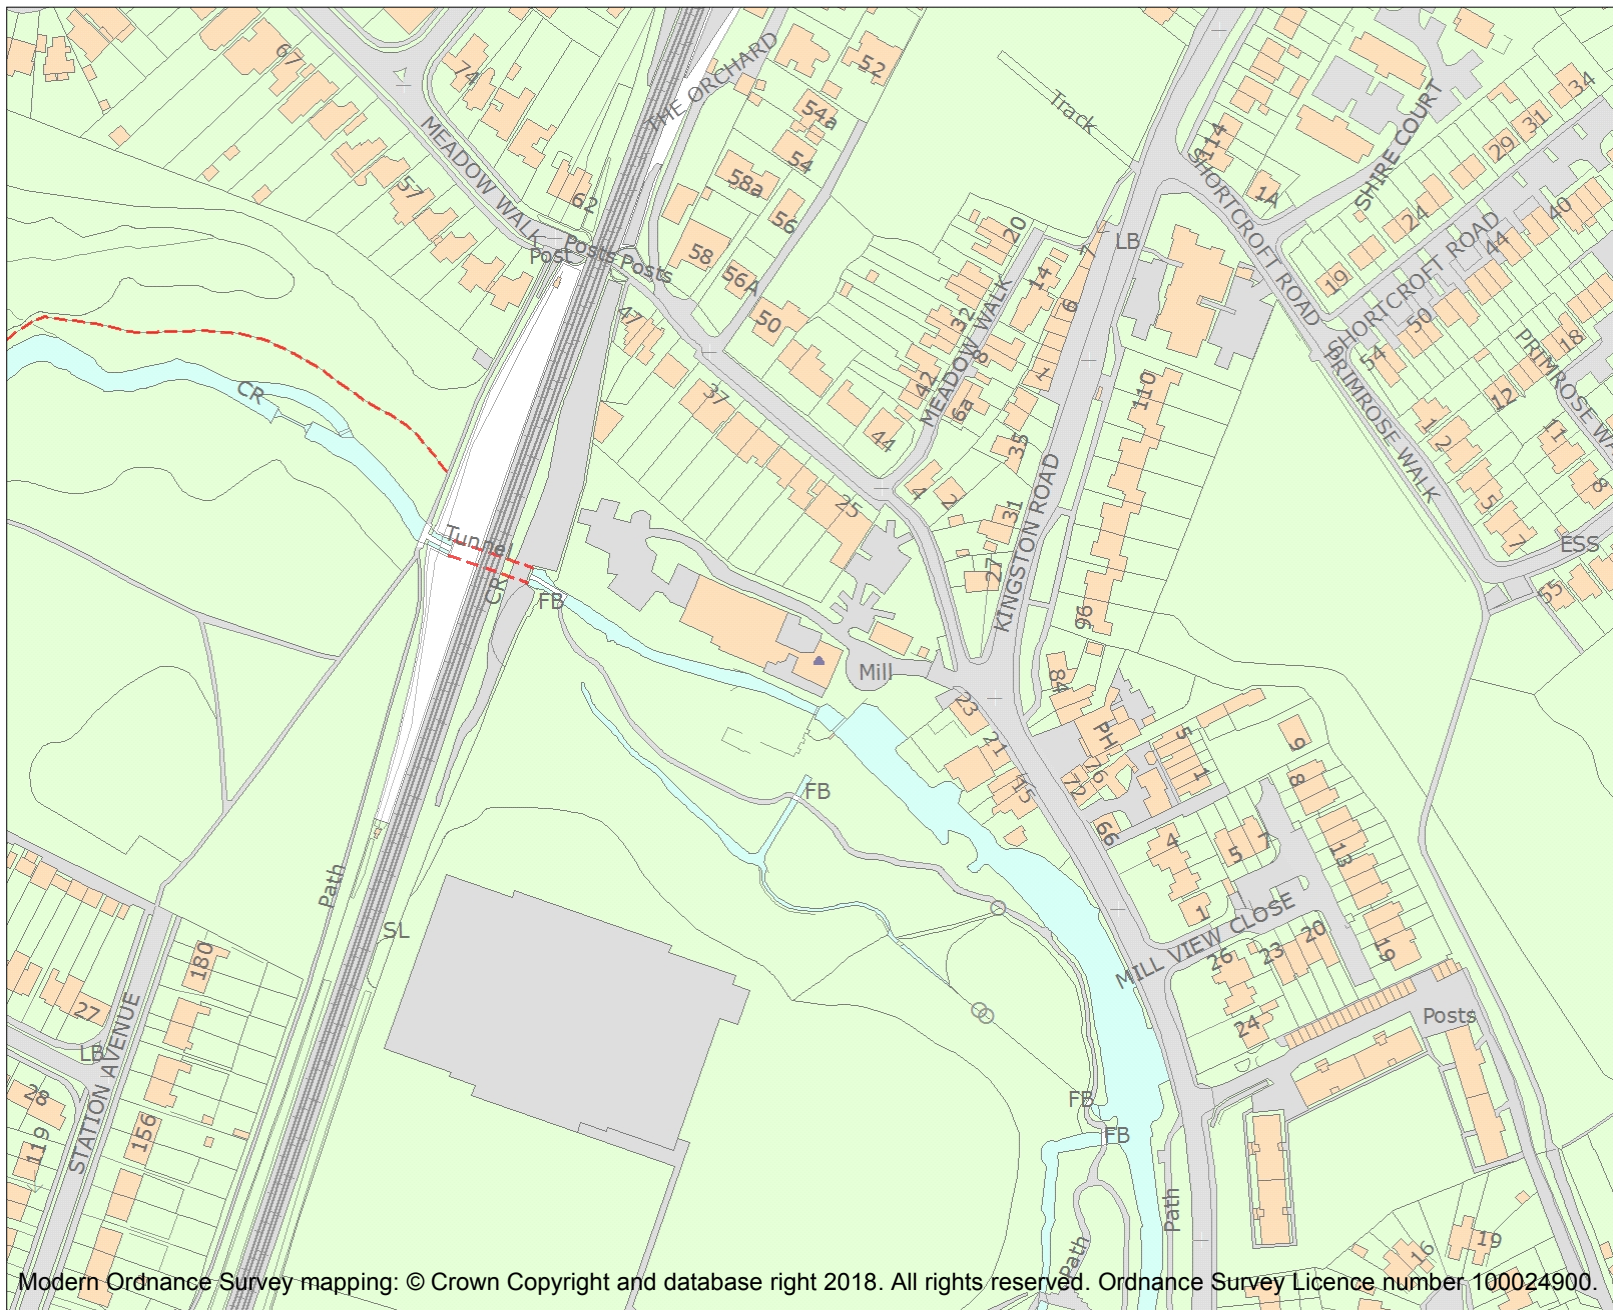 67
74
THE ORCHARD
52
54a
54
58a
56
58
56A
50
MEADOW WALK
57
62
Post
Posts
Posts
47
37
44
25
Track
114
SHORTCROFT ROAD
1A
SHIRE COURT
34
31
29
24
40
44
19
SHORTCROFT ROAD
50
54
18
12
PRIMROSE WALK
PRIMROSE WA
1
2
5
7
11
8
ESS
55
LB
20
14
7
6
32
MEADOW WALK
8
1
42
6a
35
4
2
31
27
KINGSTON ROAD
110
96
84
CR
Tunnel
CR
FB
Mill
23
21
15
PH
76
72
66
5
1
9
8
4
5
7
13
1
MILL VIEW CLOSE
26
23
20
19
24
Posts
FB
Path
SL
180
27
LB
STATION AVENUE
28
119
156
FB
FB
Path
Path
16
19
Modern Ordnance Survey mapping: © Crown Copyright and database right 2018. All rights reserved. Ordnance Survey Licence number 100024900.